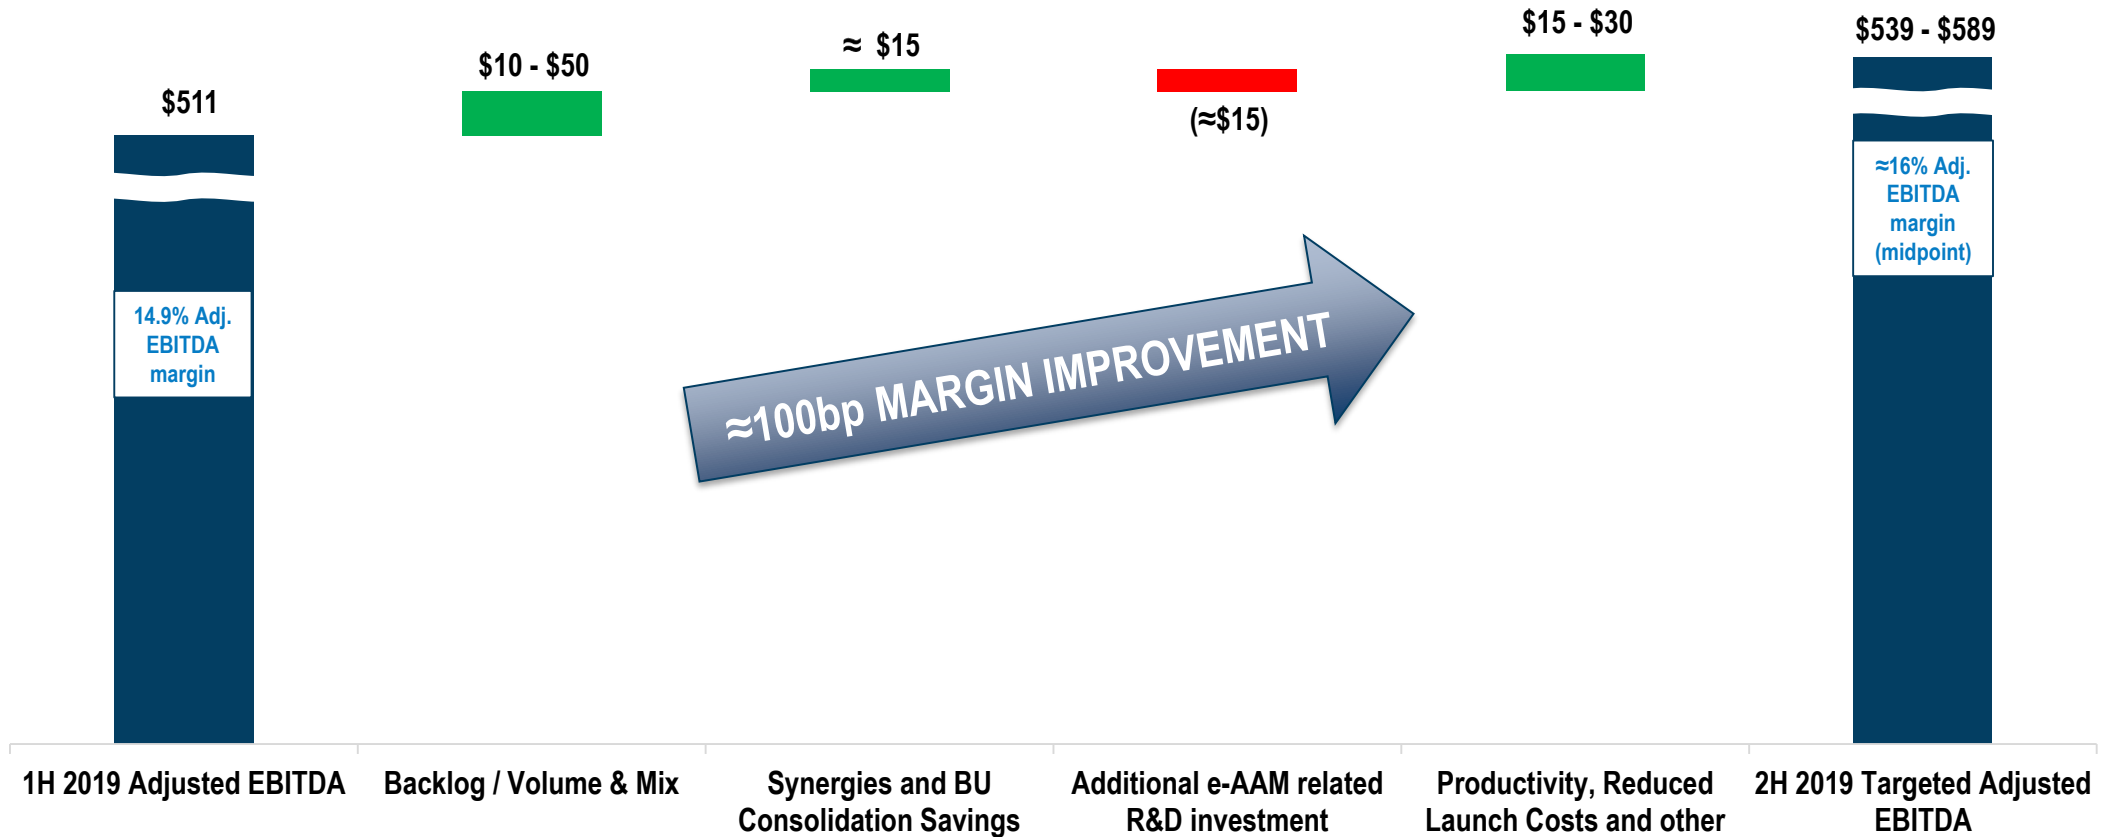 $511
$10 - $50
≈ $15
(≈$15)
$15 - $30
$539 - $589
14.9% Adj.
EBITDA
margin
≈100bp MARGIN IMPROVEMENT
≈16% Adj.
EBITDA
margin
(midpoint)
1H 2019 Adjusted EBITDA
Backlog / Volume & Mix
Synergies and BU
Consolidation Savings
Additional e-AAM related
R&D investment
Productivity, Reduced
Launch Costs and other
2H 2019 Targeted Adjusted
EBITDA